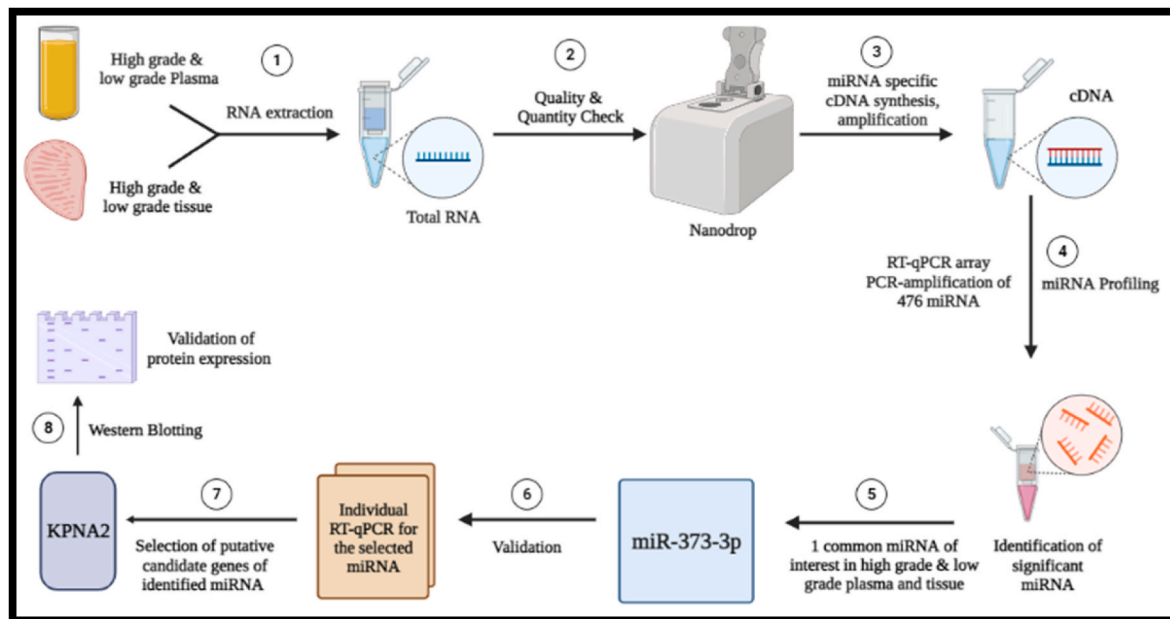 High grade &
low grade Plasma
1
RNA extraction
High grade &
low grade tissue
Total RNA
2
Quality &
Quantity Check
Nanodrop
3
miRNA specific
cDNA synthesis,
amplification
cDNA
RT-qPCR array
PCR-amplification of
476 miRNA
4
miRNA Profiling
Identification of
significant
miRNA
5
1 common miRNA of
interest in high grade & low
grade plasma and tissue
miR-373-3p
6
Validation
Individual
RT-qPCR for
the selected
miRNA
7
Selection of putative
candidate genes of
identified miRNA
KPNA2
8
Western Blotting
Validation of
protein expression